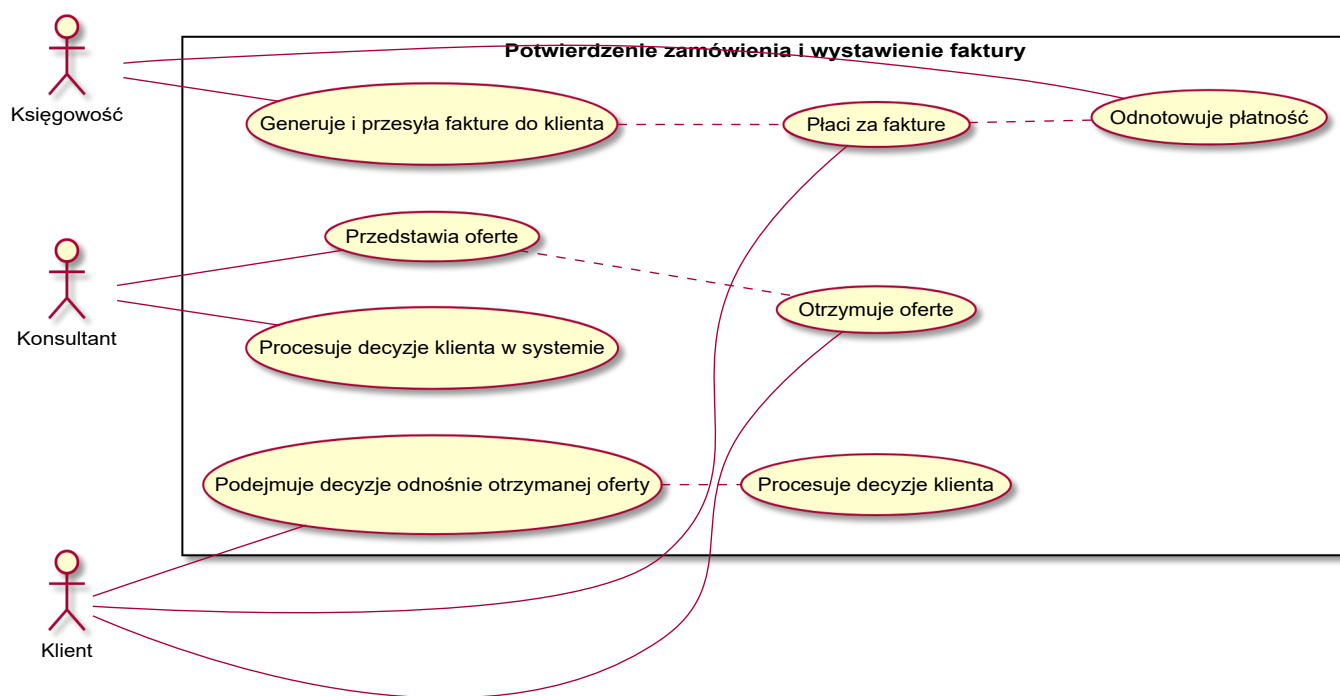 Potwierdzenie zamówienia i wystawienie faktury
Księgowość
Generuje i przesyła fakture do klienta
Płaci za fakture
Odnotowuje płatność
Przedstawia oferte
Konsultant
Otrzymuje oferte
Procesuje decyzje klienta w systemie
Podejmuje decyzje odnośnie otrzymanej oferty
Procesuje decyzje klienta
Klient